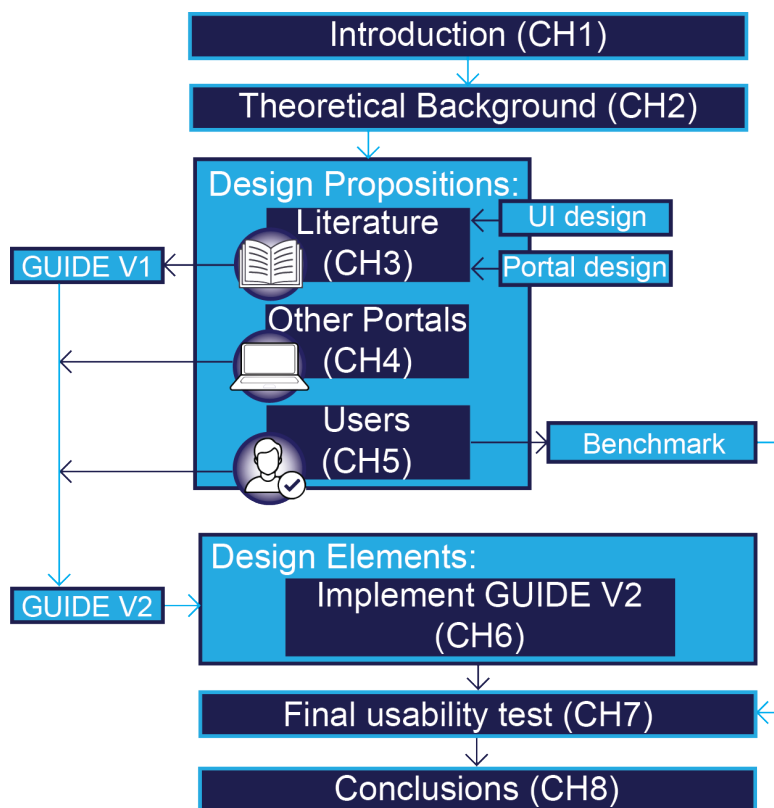 Introduction (CH1)
Theoretical Background (CH2)
Design Propositions:
Literature
(CH3)
UI design
Portal design
GUIDE V1
Other Portals
(CH4)
Users
(CH5)
Benchmark
Design Elements:
Implement GUIDE V2
(CH6)
GUIDE V2
Final usability test (CH7)
Conclusions (CH8)